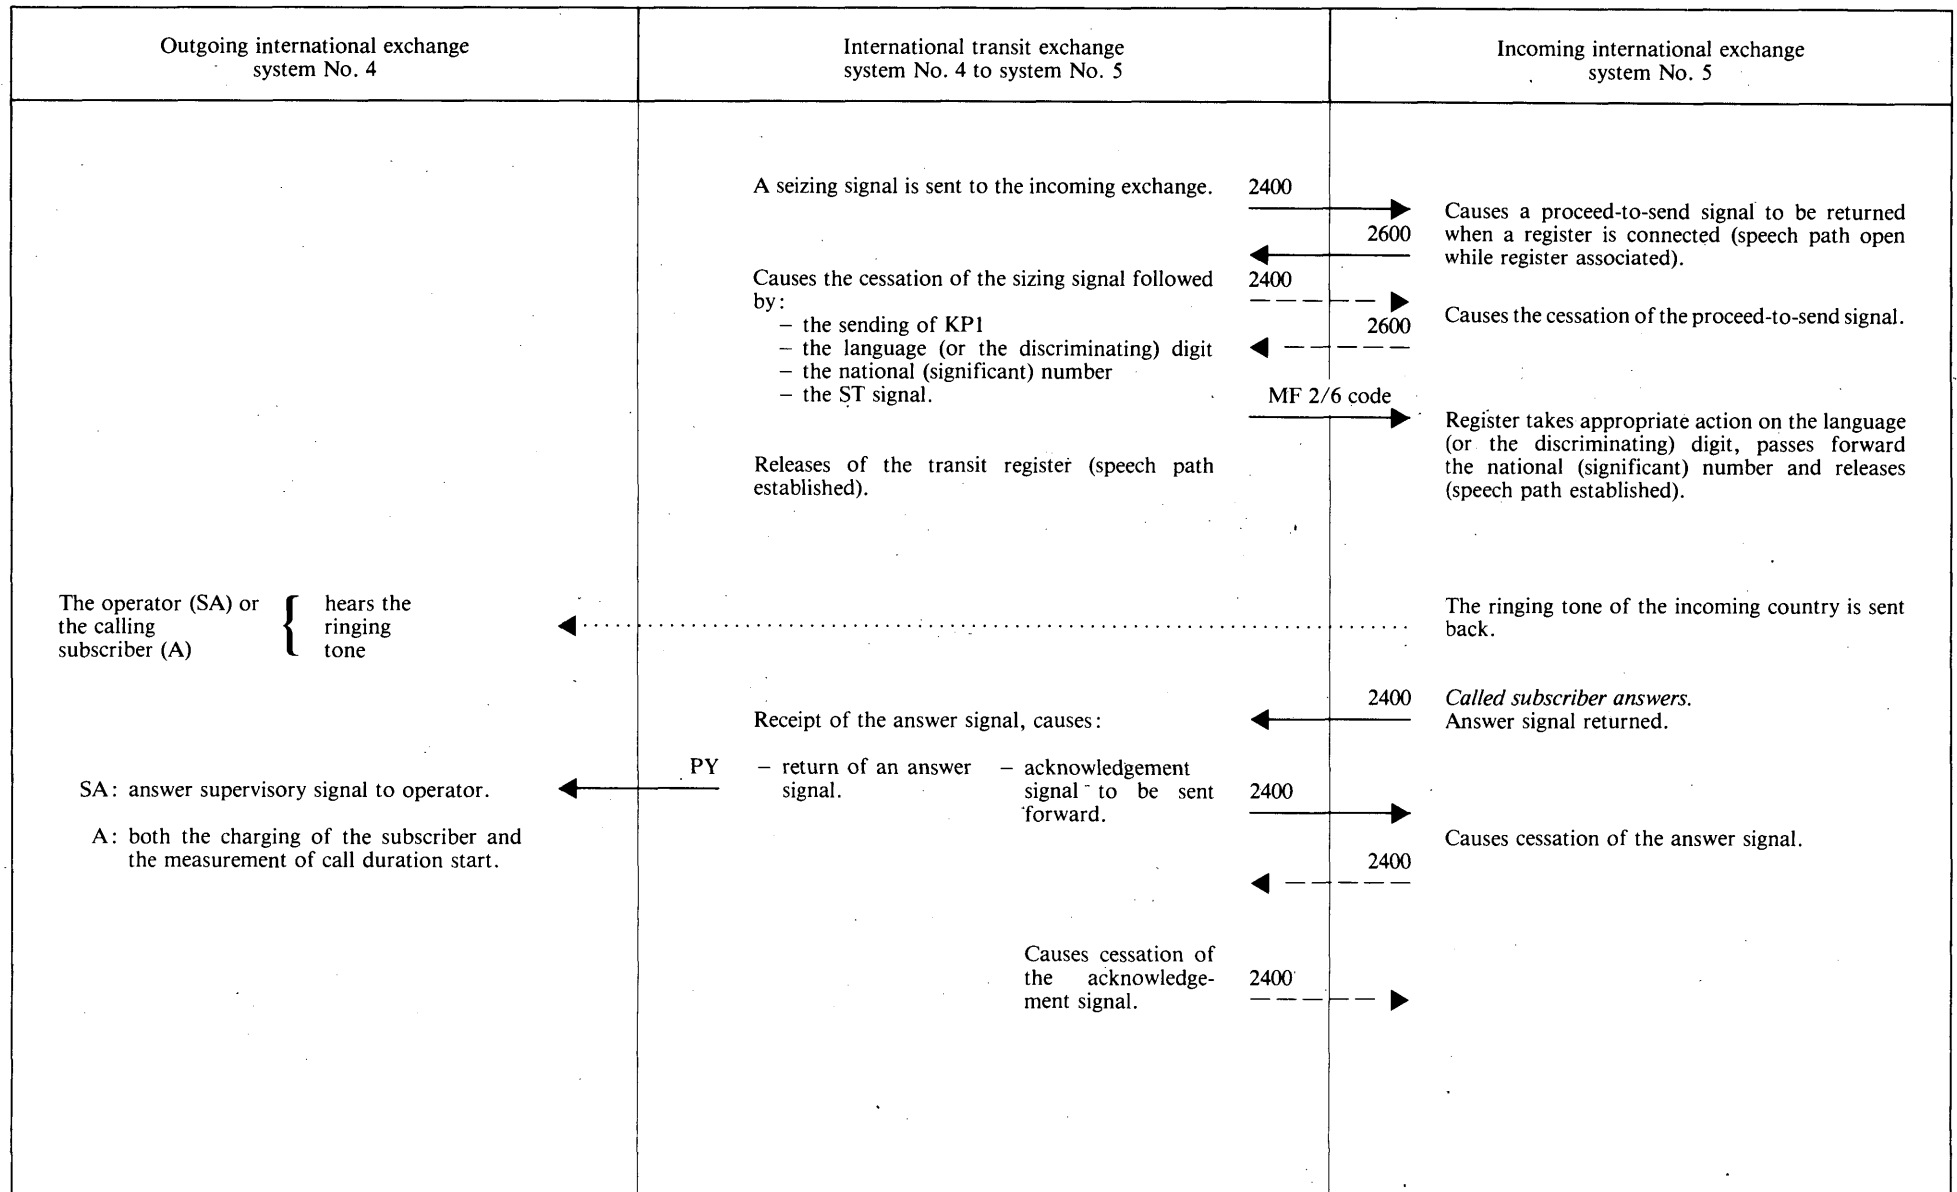 Outgoing international exchange
system No. 4
International transit exchange
system No. 4 to system No. 5
Incoming international exchange
system No. 5
A seizing signal is sent to the incoming exchange.
2400
Causes a proceed-to-send signal to be returned
when a register is connected (speech path open
while register associated).
2600
Causes the cessation of the sizing signal followed
by:
– the sending of KP1
– the language (or the discriminating) digit
– the national (significant) number
– the ST signal.
2400
Causes the cessation of the proceed-to-send signal.
2600
MF 2/6 code
Register takes appropriate action on the language
(or the discriminating) digit, passes forward
the national (significant) number and releases
(speech path established).
Releases of the transit register (speech path
established).
The operator (SA) or
the calling
subscriber (A)
{
hears the
ringing
tone
The ringing tone of the incoming country is sent
back.
2400
Called subscriber answers.
Answer signal returned.
Receipt of the answer signal, causes:
PY
– return of an answer
signal.
– acknowledgement
signal to be sent
forward.
2400
SA: answer supervisory signal to operator.
A: both the charging of the subscriber and
the measurement of call duration start.
Causes cessation of the answer signal.
2400
Causes cessation of
the acknowledge-
ment signal.
2400